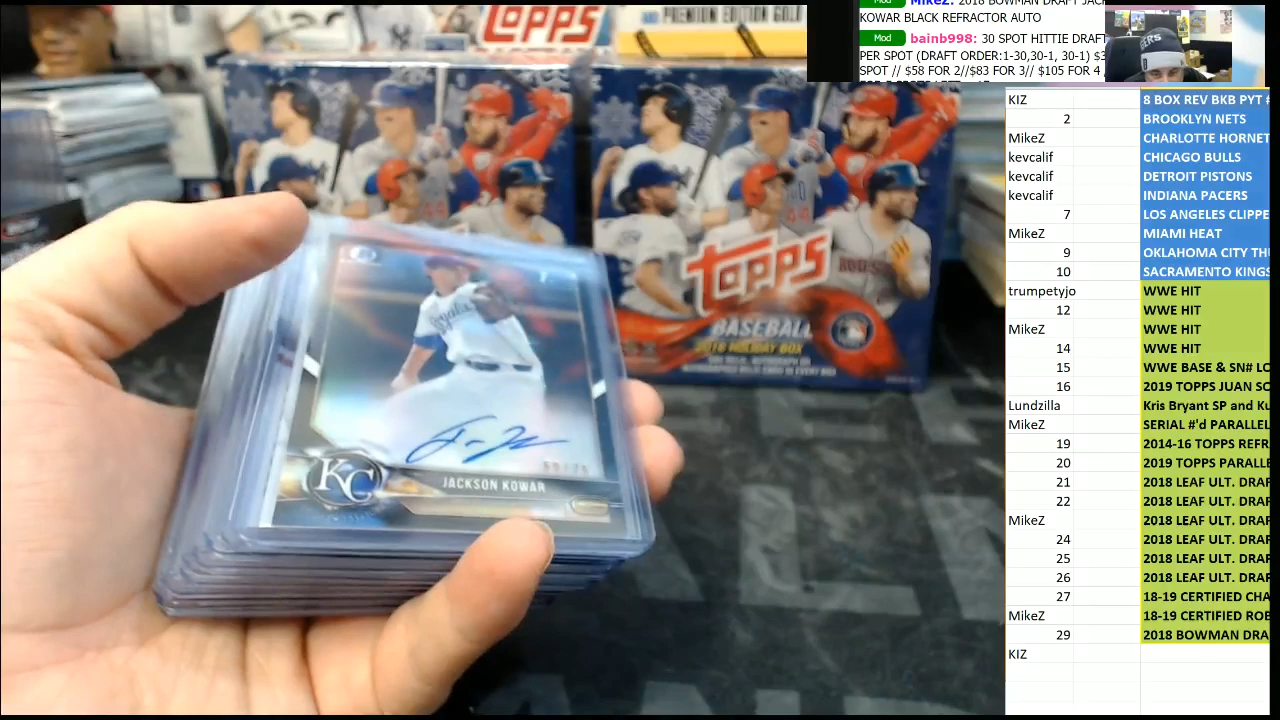 Mod MikeZ: 2018 BOWMAN DRAFT JACK
KOWAR BLACK REFRACTOR AUTO
Mod bainb998: 30 SPOT HITTIE DRAFT
PER SPOT (DRAFT ORDER:1-30,30-1, 30-1) $3
SPOT // $58 FOR 2//$83 FOR 3// $105 FOR 4
TOPPS
PREMIUM EDITION GOLD
TOPPS
BASEBALL
2018 HOLIDAY BOX
Royals
KC
JACKSON KOWAR
KIZ 8 BOX REV BKB PYT #
2 BROOKLYN NETS
MikeZ CHARLOTTE HORNET
kevcalif CHICAGO BULLS
kevcalif DETROIT PISTONS
kevcalif INDIANA PACERS
7 LOS ANGELES CLIPPE
MikeZ MIAMI HEAT
9 OKLAHOMA CITY TH
10 SACRAMENTO KINGS
trumpetyjo WWE HIT
12 WWE HIT
MikeZ WWE HIT
14 WWE HIT
15 WWE BASE & SN# LO
16 2019 TOPPS JUAN SO
Lundzilla Kris Bryant SP and Ku
MikeZ SERIAL #'d PARALLEL
19 2014-16 TOPPS REFR
20 2019 TOPPS PARALLE
21 2018 LEAF ULT. DRAF
22 2018 LEAF ULT. DRAF
MikeZ 2018 LEAF ULT. DRAF
24 2018 LEAF ULT. DRAF
25 2018 LEAF ULT. DRAF
26 2018 LEAF ULT. DRAF
27 18-19 CERTIFIED CHA
MikeZ 18-19 CERTIFIED ROE
29 2018 BOWMAN DRA
KIZ